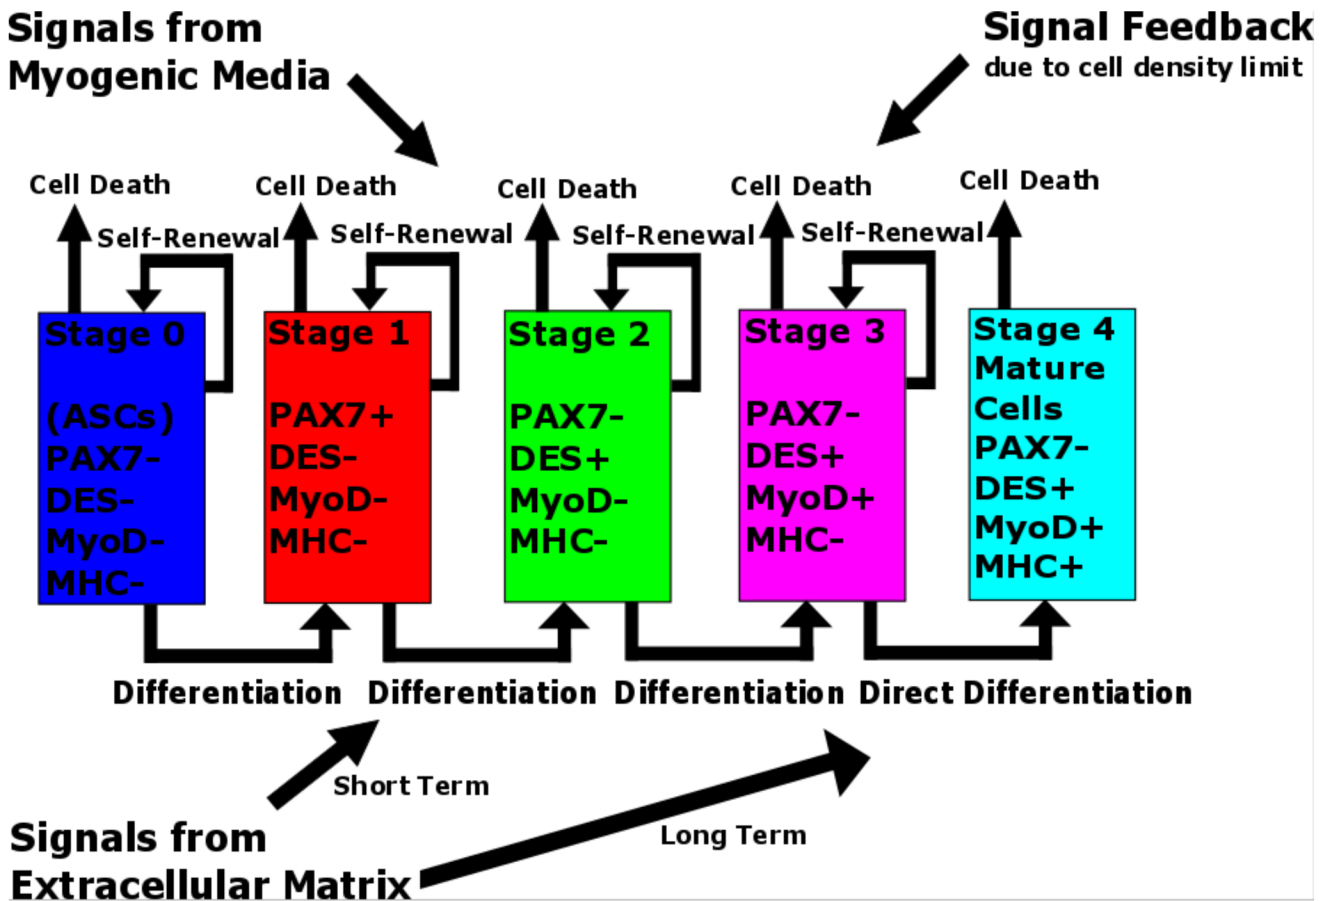 Signals from
Myogenic Media
Signal Feedback
due to cell density limit
Cell Death
Cell Death
Cell Death
Cell Death
Cell Death
Self-Renewal
Self-Renewal
Self-Renewal
Self-Renewal
Stage 0
(ASCs)
PAX7-
DES-
MyoD-
MHC-
Stage 1
PAX7+
DES-
MyoD-
MHC-
Stage 2
PAX7-
DES+
MyoD-
MHC-
Stage 3
PAX7-
DES+
MyoD+
MHC-
Stage 4
Mature
Cells
PAX7-
DES+
MyoD+
MHC+
Differentiation
Differentiation
Differentiation
Direct Differentiation
Short Term
Long Term
Signals from
Extracellular Matrix